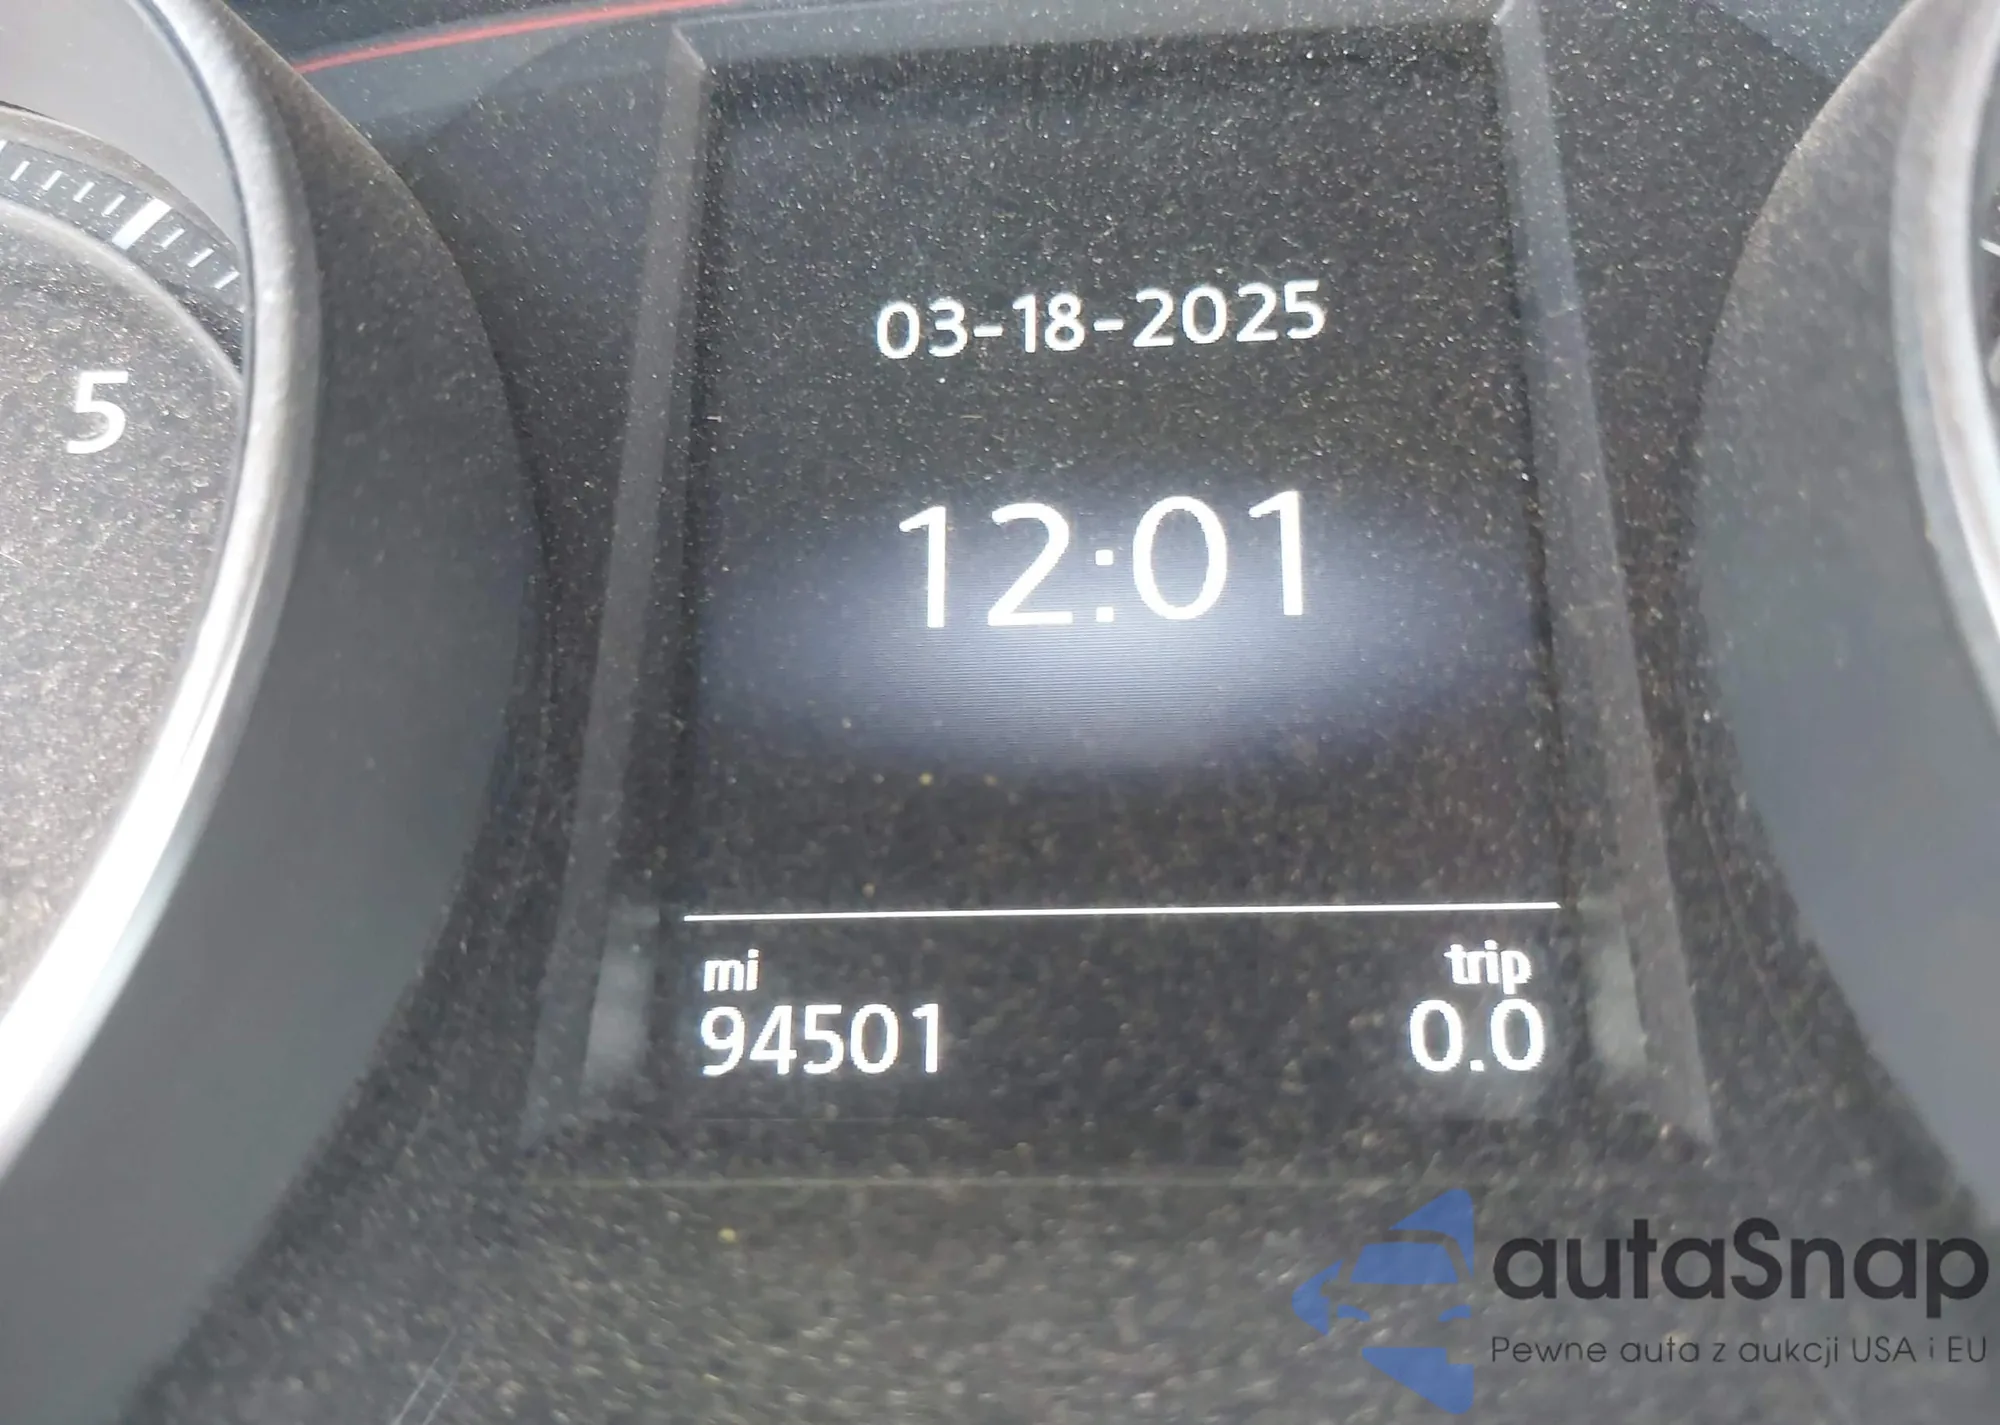 03-18-2025
5
12:01
mi trip
94501 0.0
autaSnap
Pewne auta z aukcji USA i EU